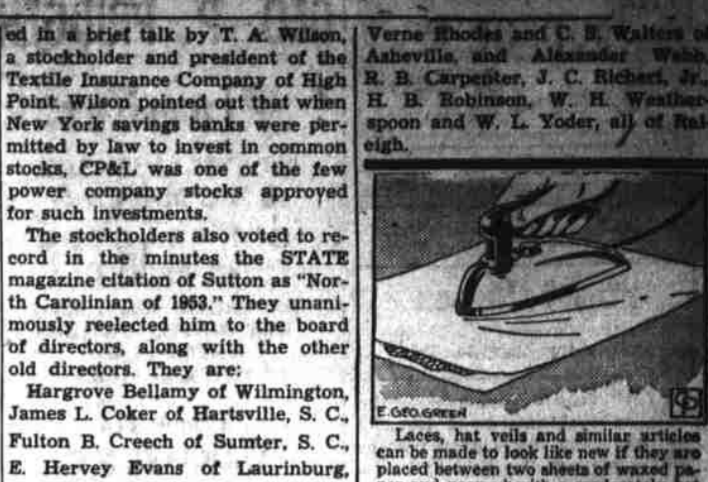 ed in a brief talk by T. A. Wilson,
a stockholder and president of the
Textile Insurance Company of High
Point. Wilson pointed out that when
New York savings banks were per-
mitted by law to invest in common
stocks, CP&L was one of the few
power company stocks approved
for such investments.
The stockholders also voted to re-
cord in the minutes the STATE
magazine citation of Sutton as "Nor-
th Carolinian of 1953." They unani-
mously reelected him to the board
of directors, along with the other
old directors. They are:
Hargrove Bellamy of Wilmington,
James L. Coker of Hartsville, S. C.,
Fulton B. Creech of Sumter, S. C.,
E. Hervey Evans of Laurinburg,
Verne Rhodes and C. B. Walters of
Asheville, and Alexander Webb,
R. B. Carpenter, J. C. Richert, Jr.,
H. B. Robinson, W. H. Weather-
spoon and W. L. Yoder, all of Ral-
eigh.
E. GEO. GREEN
CP
Laces, hat veils and similar articles
can be made to look like new if they are
placed between two sheets of waxed pa-